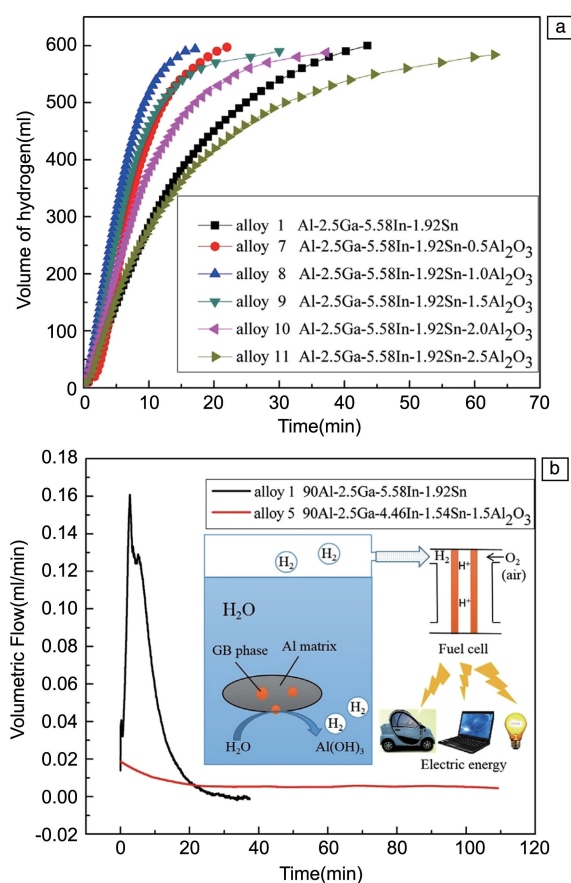 a
600
500
400
300
200
100
0
Volume of hydrogen(ml)
alloy 1 Al-2.5Ga-5.58In-1.92Sn
alloy 7 Al-2.5Ga-5.58In-1.92Sn-0.5Al₂O₃
alloy 8 Al-2.5Ga-5.58In-1.92Sn-1.0Al₂O₃
alloy 9 Al-2.5Ga-5.58In-1.92Sn-1.5Al₂O₃
alloy 10 Al-2.5Ga-5.58In-1.92Sn-2.0Al₂O₃
alloy 11 Al-2.5Ga-5.58In-1.92Sn-2.5Al₂O₃
0 10 20 30 40 50 60 70
Time(min)
b
0.18
0.16
0.14
0.12
0.10
0.08
0.06
0.04
0.02
0.00
-0.02
Volumetric Flow(ml/min)
alloy 1 90Al-2.5Ga-5.58In-1.92Sn
alloy 5 90Al-2.5Ga-4.46In-1.54Sn-1.5Al₂O₃
H₂ H₂
H₂ H⁺ O₂
(air)
H⁺
H₂O
Fuel cell
GB phase Al matrix
H₂
H₂
H₂O Al(OH)₃
Electric energy
0 20 40 60 80 100 120
Time(min)